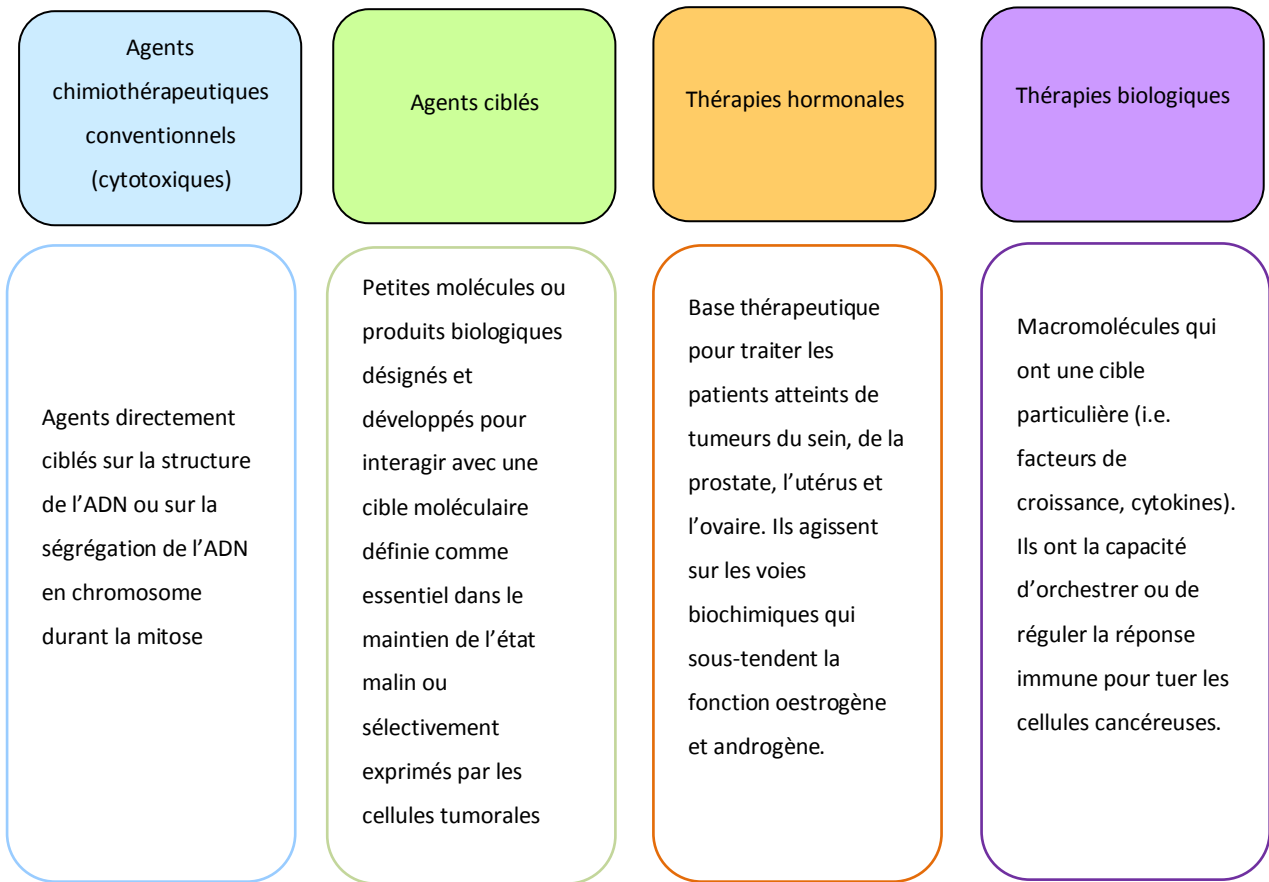 Agents
chimiothérapeutiques
conventionnels
(cytotoxiques)
Agents ciblés
Thérapies hormonales
Thérapies biologiques
Agents directement
ciblés sur la structure
de l’ADN ou sur la
ségrégation de l’ADN
en chromosome
durant la mitose
Petites molécules ou
produits biologiques
désignés et
développés pour
interagir avec une
cible moléculaire
définie comme
essentiel dans le
maintien de l’état
malin ou
sélectivement
exprimés par les
cellules tumorales
Base thérapeutique
pour traiter les
patients atteints de
tumeurs du sein, de la
prostate, l’utérus et
l’ovaire. Ils agissent
sur les voies
biochimiques qui
sous-tendent la
fonction oestrogène
et androgène.
Macromolécules qui
ont une cible
particulière (i.e.
facteurs de
croissance, cytokines).
Ils ont la capacité
d’orchestrer ou de
réguler la réponse
immune pour tuer les
cellules cancéreuses.